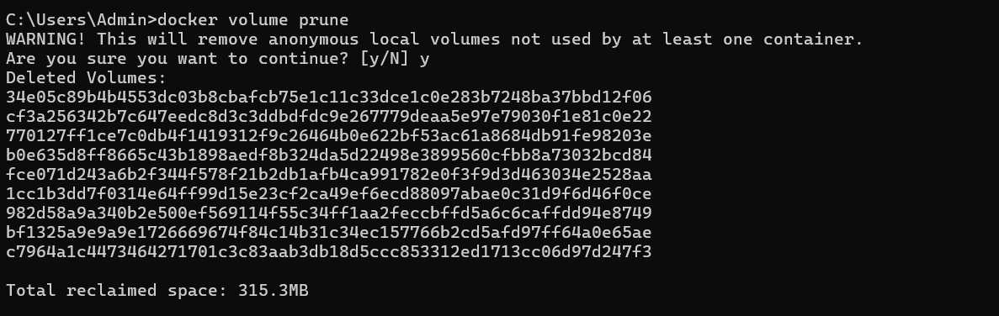 C:\Users\Admin>docker volume prune
WARNING! This will remove anonymous local volumes not used by at least one container.
Are you sure you want to continue? [y/N] y
Deleted Volumes:
34e05c89b4b4553dc03b8cbafcb75e1c11c33dce1c0e283b7248ba37bbd12f06
cf3a256342b7c647eedc8d3c3ddbdfdc9e267779deaa5e97e79030f1e81c0e22
770127ff1ce7c0db4f1419312f9c26464b0e622bf53ac61a8684db91fe98203e
b0e635d8ff8665c43b1898aedf8b324da5d22498e3899560cfbb8a73032bcd84
fce071d243a6b2f344f578f21b2db1afb4ca991782e0f3f9d3d463034e2528aa
1cc1b3dd7f0314e64ff99d15e23cf2ca49ef6ecd88097abae0c31d9f6d46f0ce
982d58a9a340b2e500ef569114f55c34ff1aa2feccbffd5a6c6caffdd94e8749
bf1325a9e9a9e1726669674f84c14b31c34ec157766b2cd5afd97ff64a0e65ae
c7964a1c4473464271701c3c83aab3db18d5ccc853312ed1713cc06d97d247f3
Total reclaimed space: 315.3MB